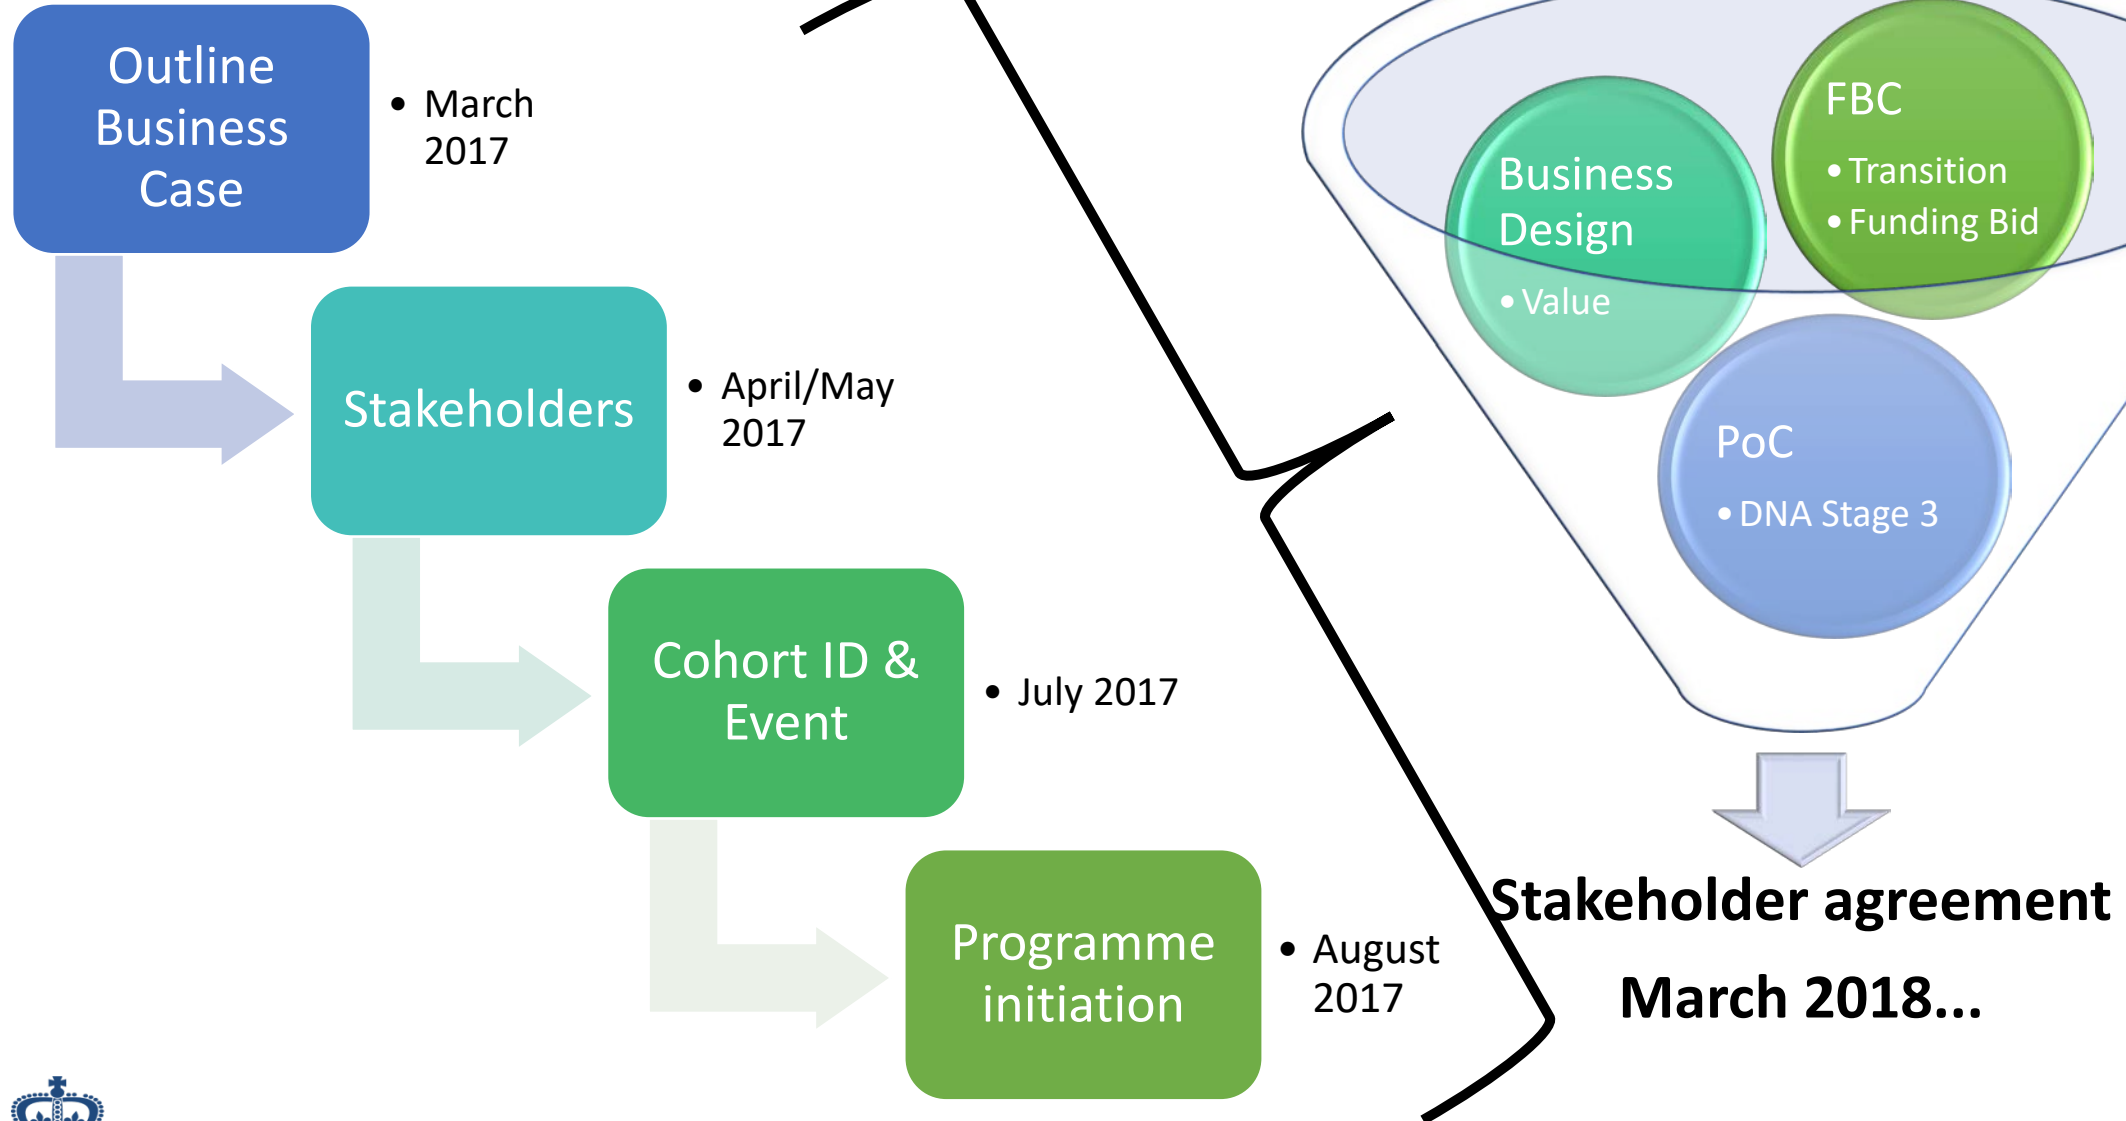 Outline
Business
Case
• March
2017
Stakeholders
• April/May
2017
Cohort ID &
Event
• July 2017
Programme
initiation
• August
2017
Business
Design
• Value
FBC
• Transition
• Funding Bid
PoC
• DNA Stage 3
Stakeholder agreement
March 2018...